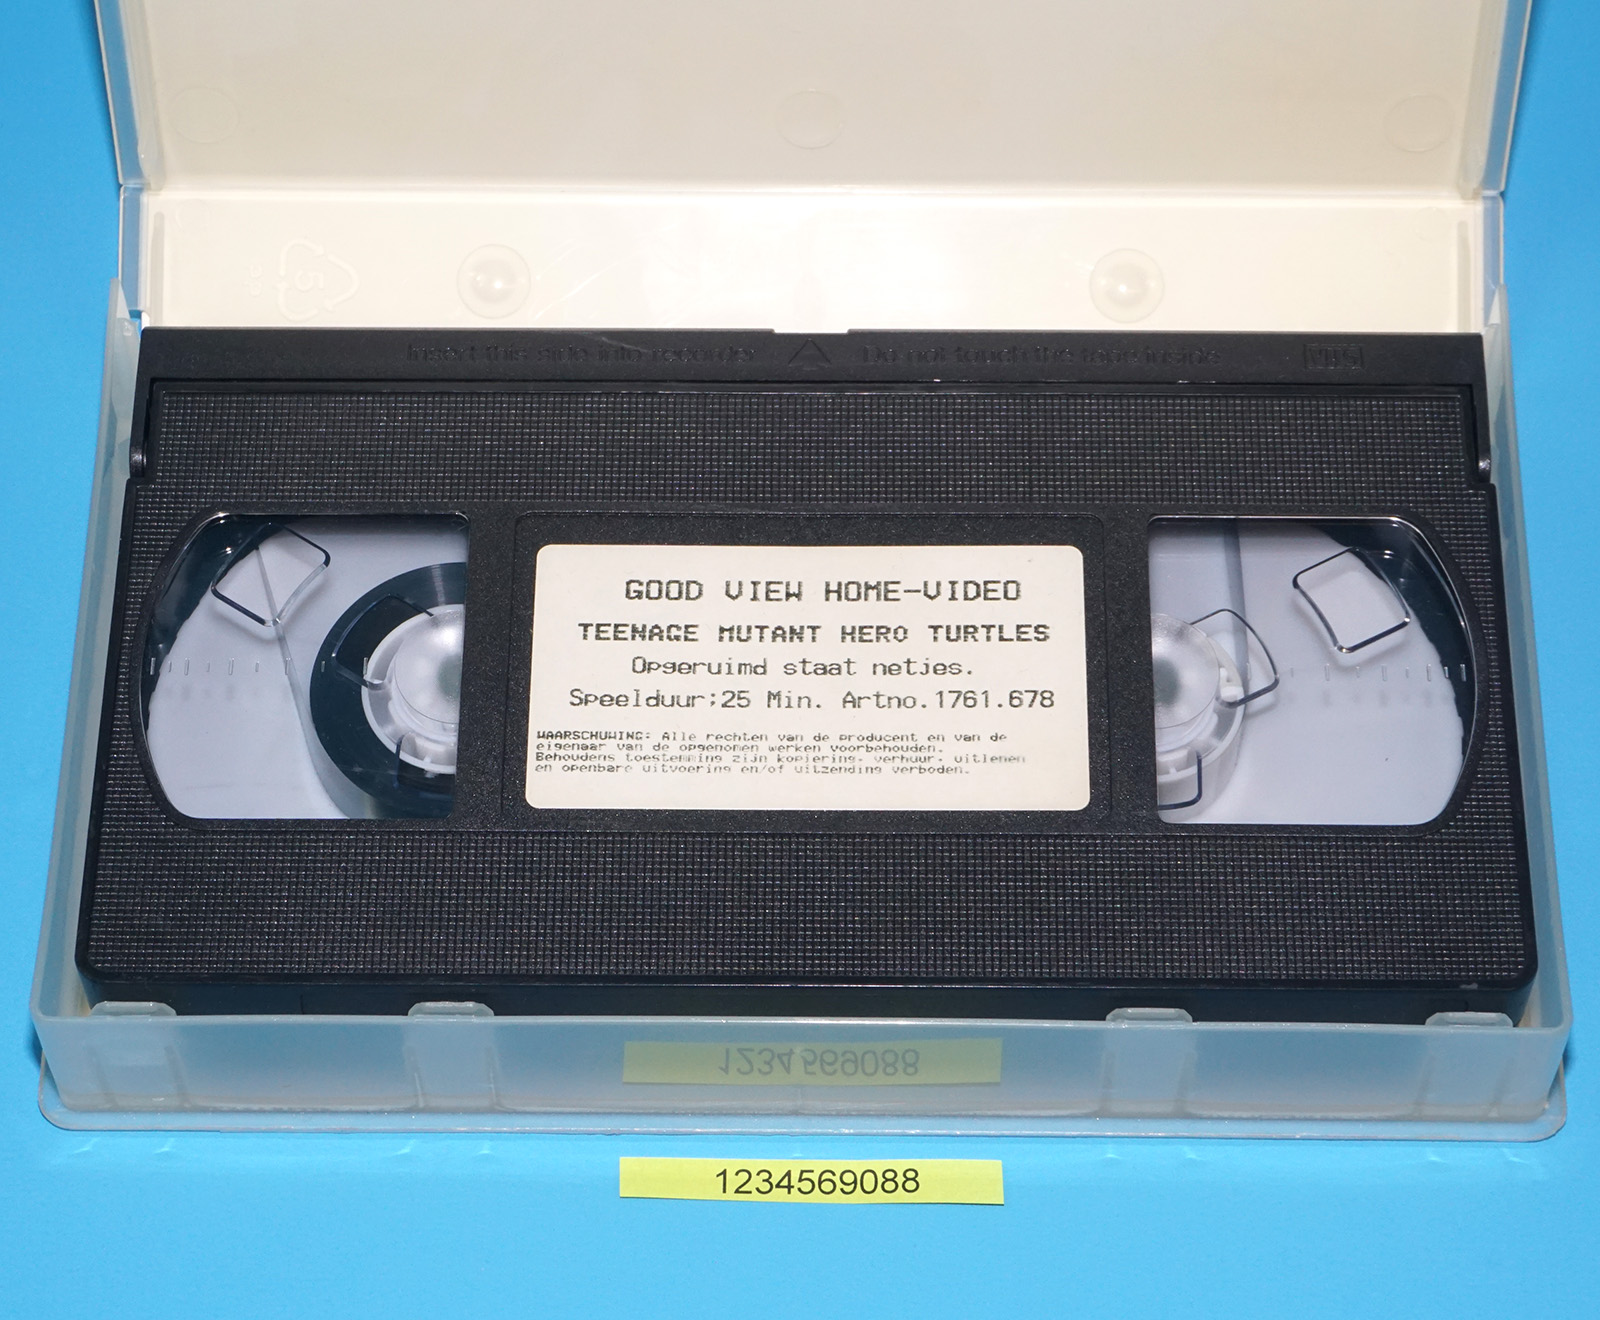 Insert this side into recorder △ Do not touch the tape inside VHS
GOOD VIEW HOME-VIDEO
TEENAGE MUTANT HERO TURTLES
Opgeruimd staat netjes.
Speelduur;25 Min. Artno.1761.678
WAARSCHUWING: Alle rechten van de producent en van de
eigenaar van de opgenomen werken voorbehouden.
Behoudens toestemming zijn kopiering, verhuur, uitlenen
en openbare uitvoering en/of uitzending verboden.
1234569088
1234569088